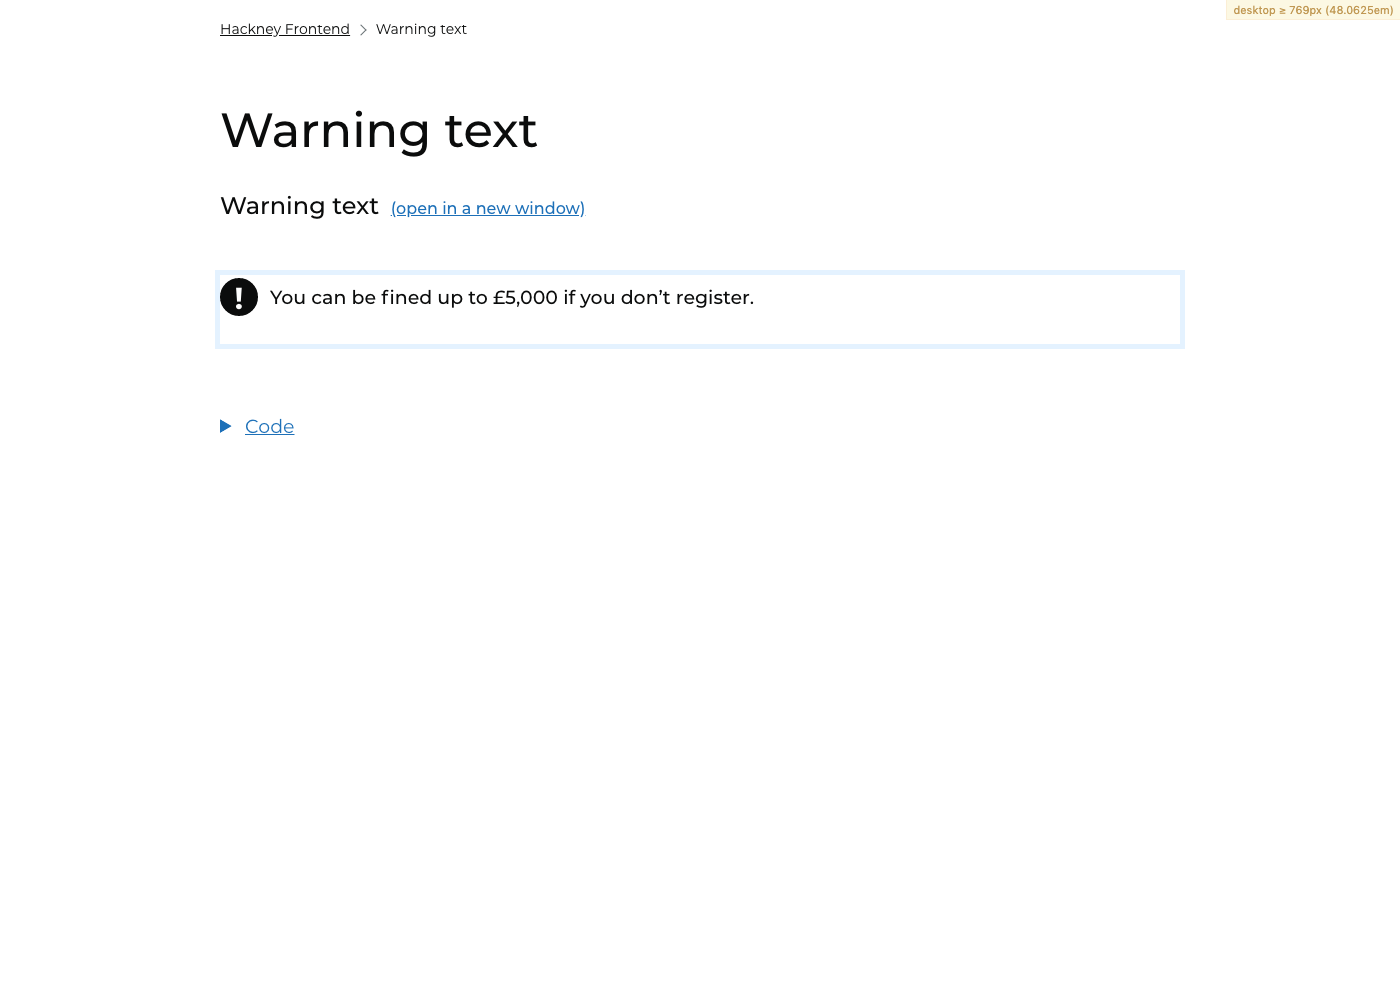 desktop ≥ 769px (48.0625em)
Hackney Frontend > Warning text
Warning text
Warning text (open in a new window)
! You can be fined up to £5,000 if you don’t register.
Code